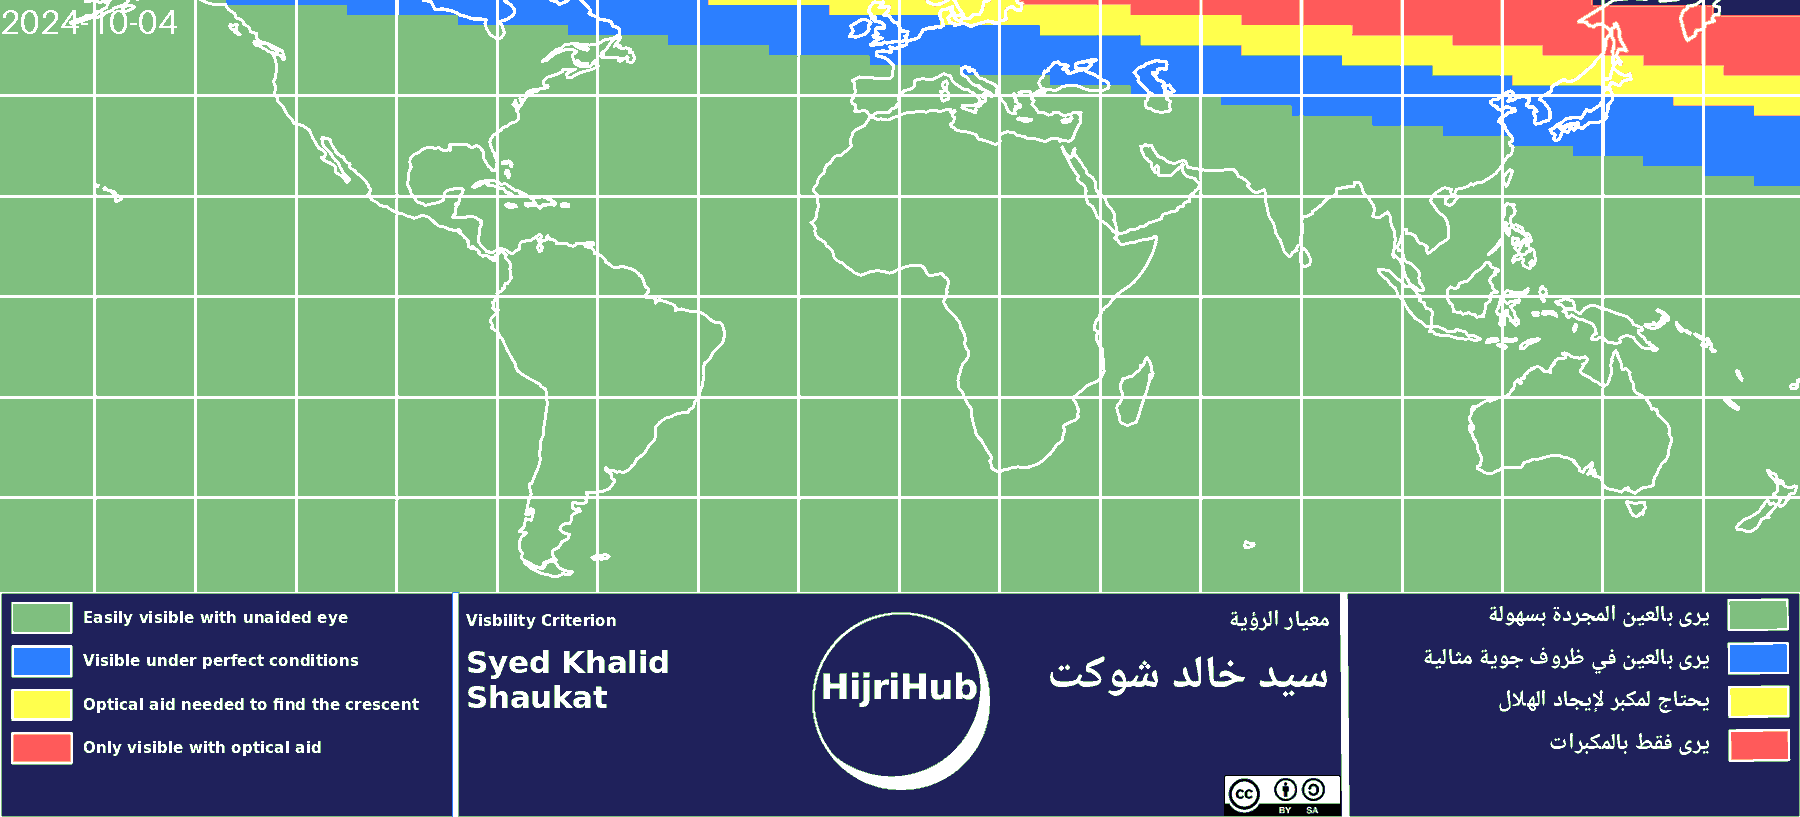 2024-10-04
Easily visible with unaided eye
Visible under perfect conditions
Optical aid needed to find the crescent
Only visible with optical aid
Visbility Criterion
Syed Khalid
Shaukat
HijriHub
معيار الرؤية
سيد خالد شوكت
cc
BY SA
يرى بالعين المجردة بسهولة
يرى بالعين في ظروف جوية مثالية
يحتاج لمكبر لإيجاد الهلال
يرى فقط بالمكبرات